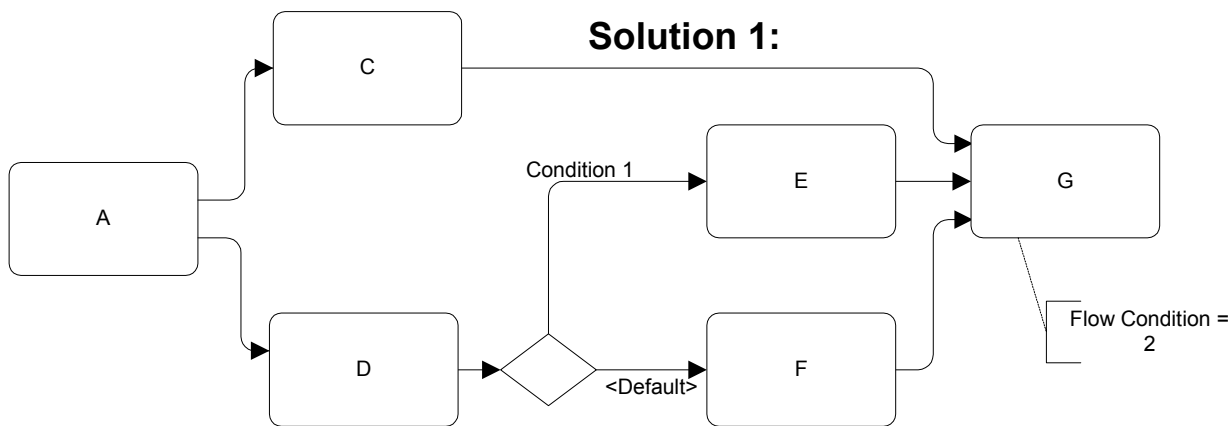 Solution 1:
C
A
Condition 1
E
G
D
<Default>
F
Flow Condition =
2